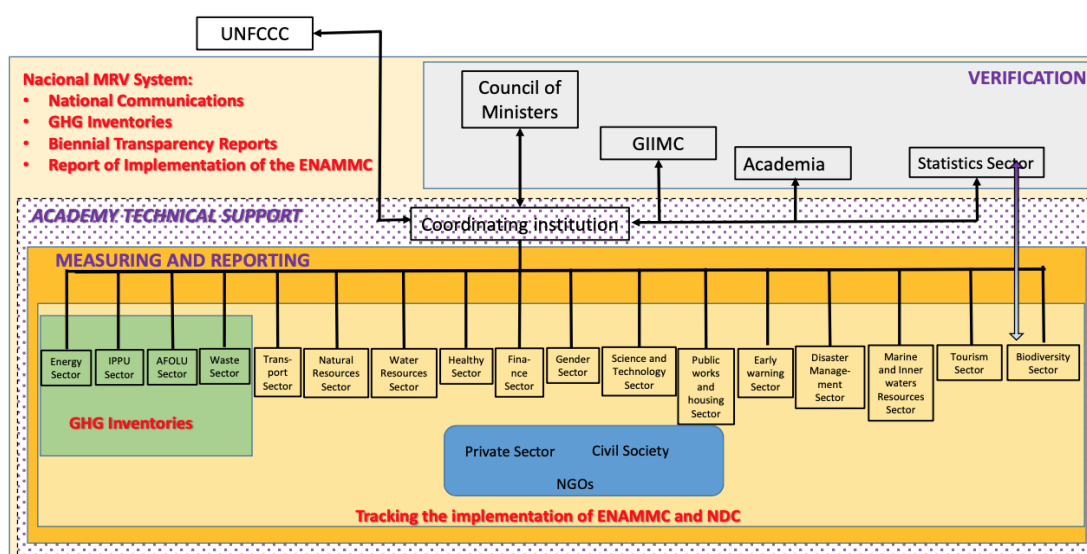 UNFCCC
Nacional MRV System:
• National Communications
• GHG Inventories
• Biennial Transparency Reports
• Report of Implementation of the ENAMMC
VERIFICATION
Council of
Ministers
GIIMC
Academia
Statistics Sector
ACADEMY TECHNICAL SUPPORT
Coordinating institution
MEASURING AND REPORTING
Energy
Sector
IPPU
Sector
AFOLU
Sector
Waste
Sector
Trans-
port
Sector
Natural
Resources
Sector
Water
Resources
Sector
Healthy
Sector
Fina-
nce
Sector
Gender
Sector
Science and
Technology
Sector
Public
works
and
housing
Sector
Early
warning
Sector
Disaster
Manage-
ment
Sector
Marine
and Inner
waters
Resources
Sector
Tourism
Sector
Biodiversity
Sector
GHG Inventories
Private Sector
Civil Society
NGOs
Tracking the implementation of ENAMMC and NDC